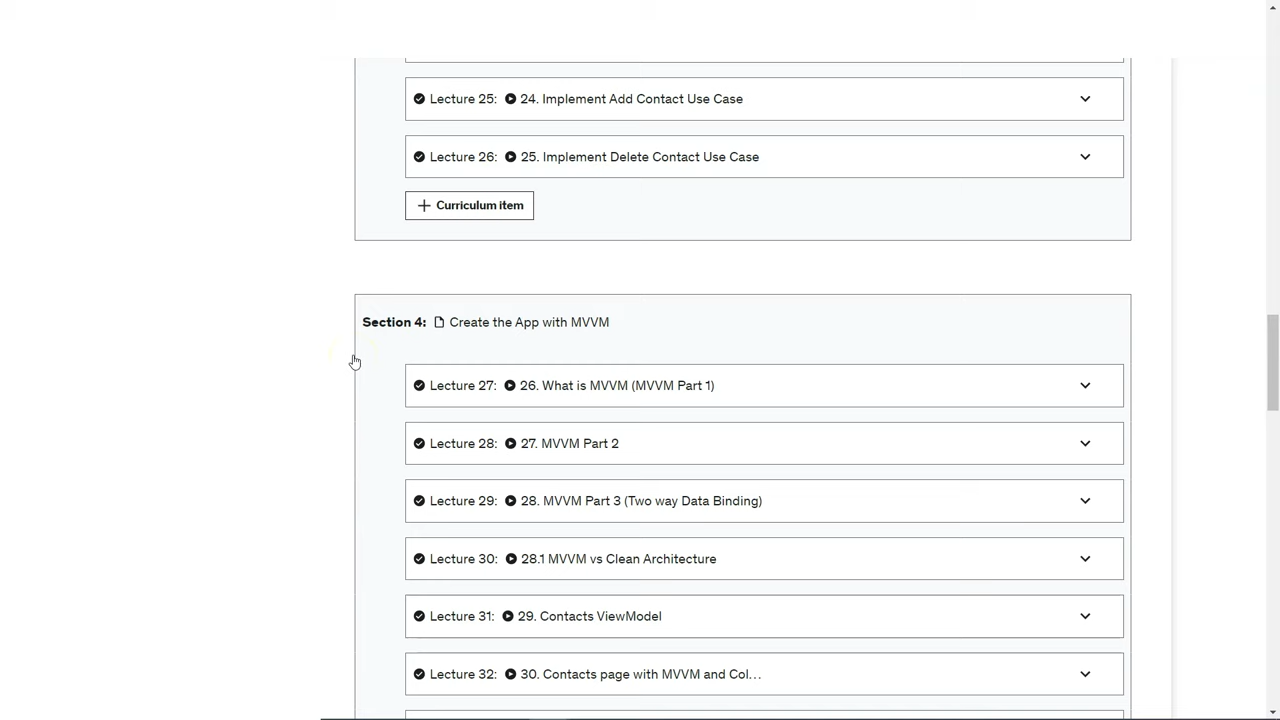 Lecture 25: 24. Implement Add Contact Use Case
Lecture 26: 25. Implement Delete Contact Use Case
+ Curriculum item
Section 4: Create the App with MVVM
Lecture 27: 26. What is MVVM (MVVM Part 1)
Lecture 28: 27. MVVM Part 2
Lecture 29: 28. MVVM Part 3 (Two way Data Binding)
Lecture 30: 28.1 MVVM vs Clean Architecture
Lecture 31: 29. Contacts ViewModel
Lecture 32: 30. Contacts page with MVVM and Col...